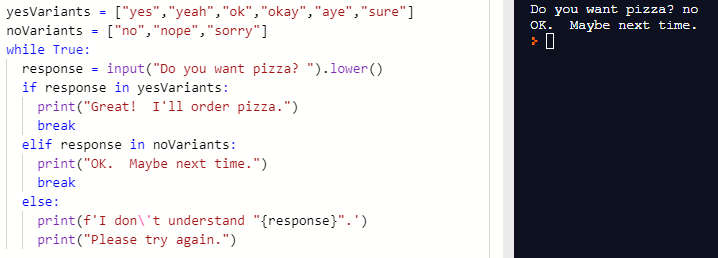 yesVariants = ["yes","yeah","ok","okay","aye","sure"]
noVariants = ["no","nope","sorry"]
while True:
  response = input("Do you want pizza? ").lower()
  if response in yesVariants:
    print("Great!  I'll order pizza.")
    break
  elif response in noVariants:
    print("OK.  Maybe next time.")
    break
  else:
    print(f'I don\'t understand "{response}".')
    print("Please try again.")
Do you want pizza? no
OK.  Maybe next time.